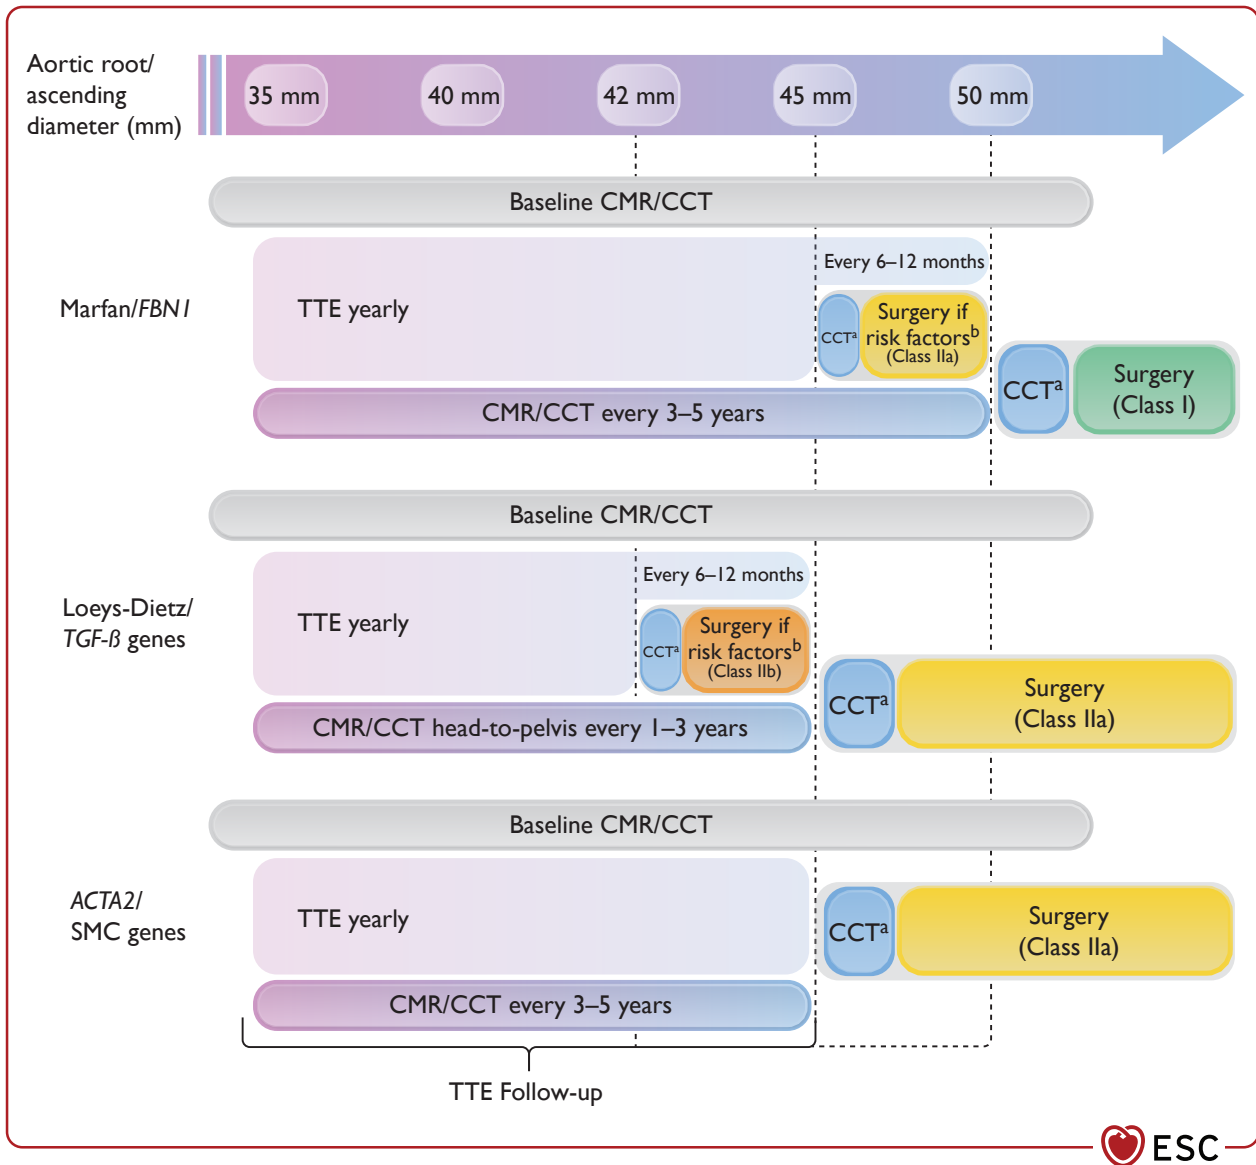 Aortic root/
ascending
diameter (mm)
35 mm
40 mm
42 mm
45 mm
50 mm
Baseline CMR/CCT
Marfan/FBN1
TTE yearly
Every 6–12 months
CCTa
Surgery if
risk factorsb
(Class IIa)
CMR/CCT every 3–5 years
CCTa
Surgery
(Class I)
Baseline CMR/CCT
Loeys-Dietz/
TGF-ß genes
TTE yearly
Every 6–12 months
CCTa
Surgery if
risk factorsb
(Class IIb)
CMR/CCT head-to-pelvis every 1–3 years
CCTa
Surgery
(Class IIa)
Baseline CMR/CCT
ACTA2/
SMC genes
TTE yearly
CCTa
Surgery
(Class IIa)
CMR/CCT every 3–5 years
TTE Follow-up
ESC